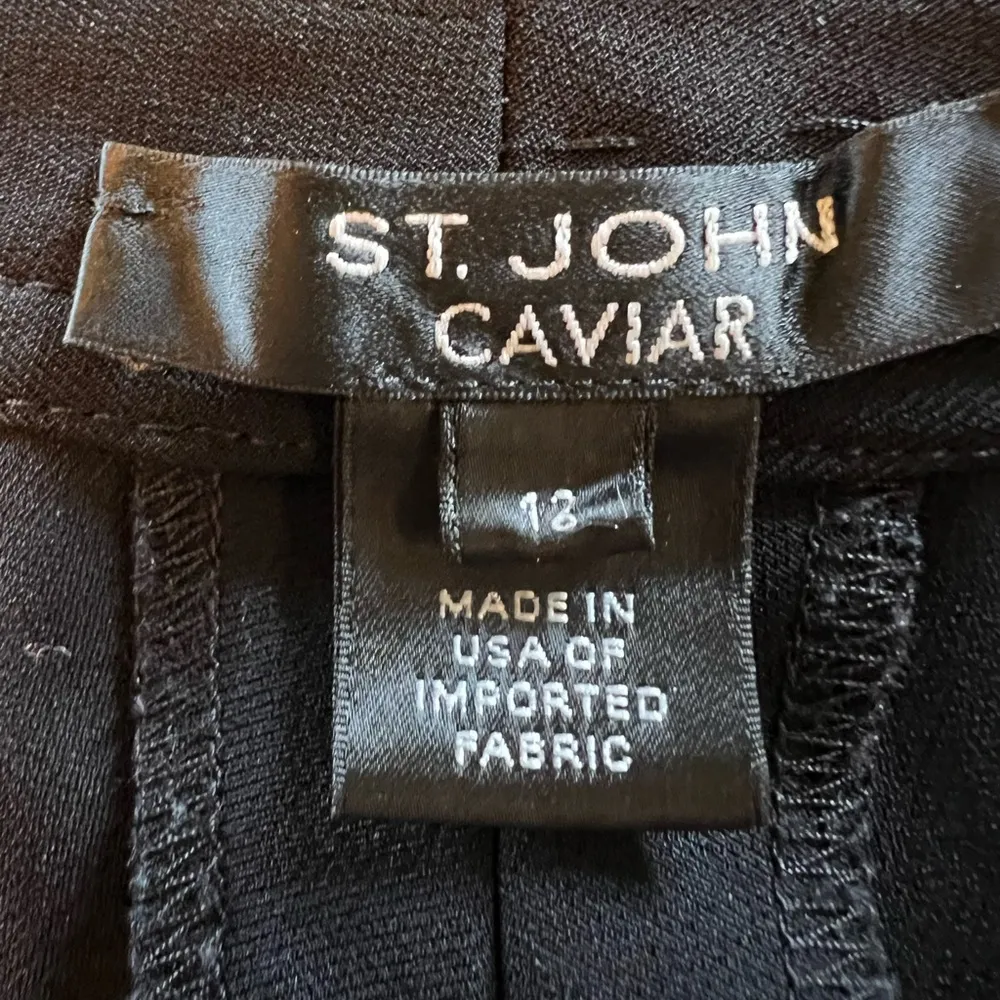 ST. JOHN
CAVIAR
12
MADE IN
USA OF
IMPORTED
FABRIC